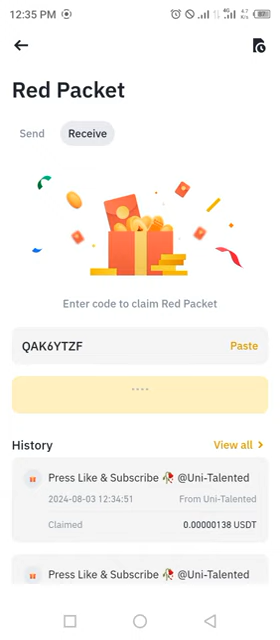 12:35 PM
Red Packet
Send Receive
Enter code to claim Red Packet
QAK6YTZF Paste
History View all
Press Like & Subscribe 🥀 @Uni-Talented
2024-08-03 12:34:51 From Uni-Talented
Claimed 0.00000138 USDT
Press Like & Subscribe 🥀 @Uni-Talented